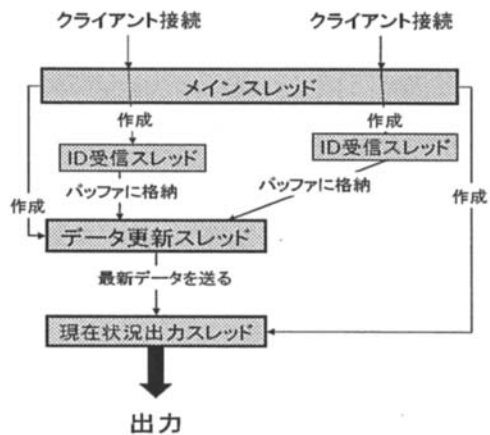 クライアント接続
クライアント接続
メインスレッド
作成
作成
ID受信スレッド
ID受信スレッド
バッファに格納
バッファに格納
作成
作成
データ更新スレッド
最新データを送る
現在状況出力スレッド
出力